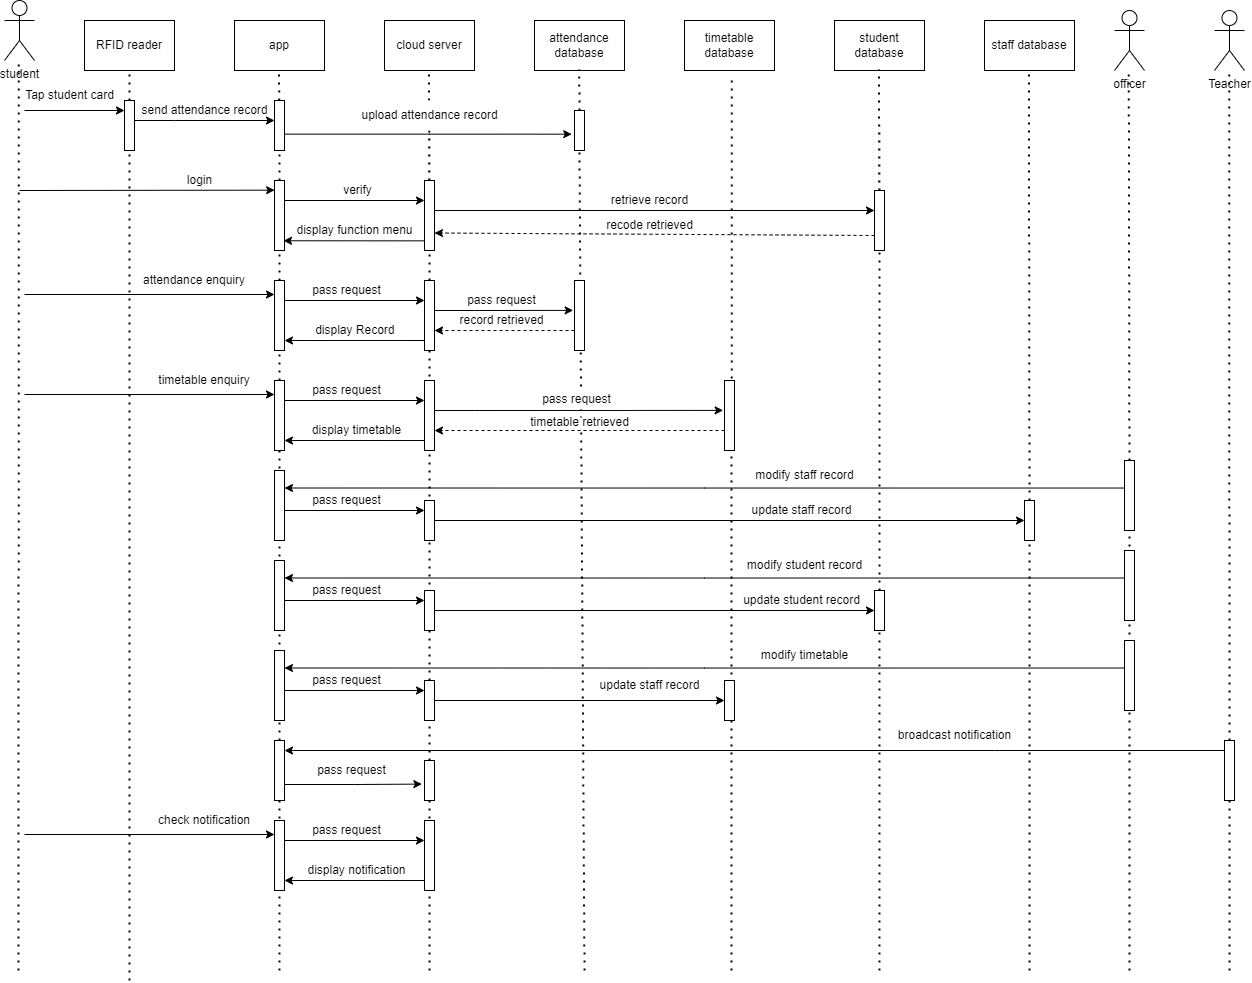 student
RFID reader
app
cloud server
attendance
database
timetable
database
student
database
staff database
officer
Teacher
Tap student card
send attendance record
upload attendance record
login
verify
retrieve record
display function menu
recode retrieved
attendance enquiry
pass request
pass request
record retrieved
display Record
timetable enquiry
pass request
pass request
timetable retrieved
display timetable
modify staff record
pass request
update staff record
modify student record
pass request
update student record
modify timetable
pass request
update staff record
broadcast notification
pass request
check notification
pass request
display notification